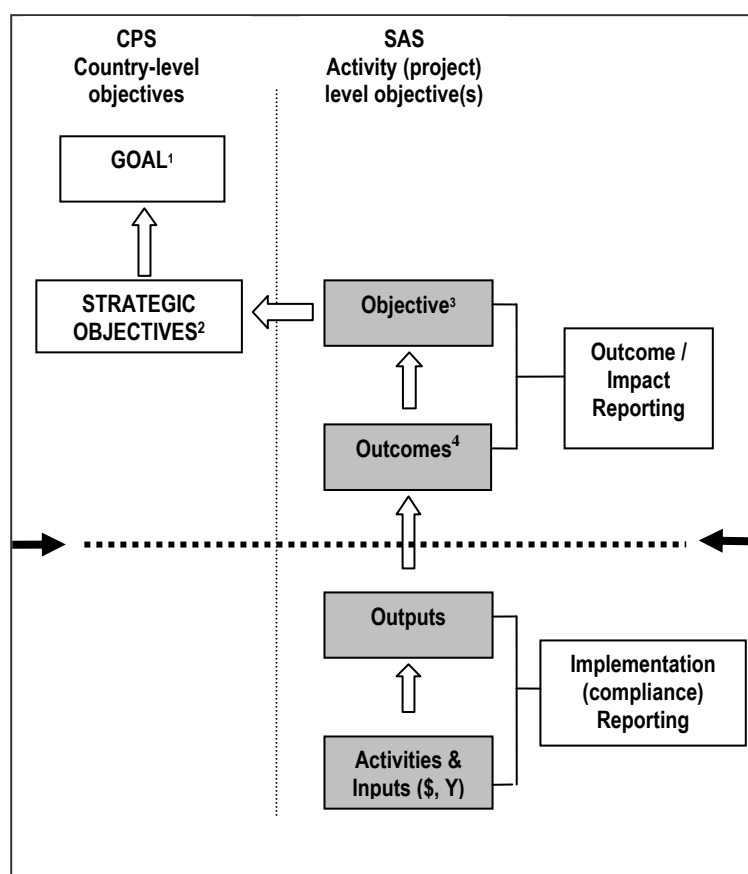 CPS
Country-level
objectives
SAS
Activity (project)
level objective(s)
GOAL¹
STRATEGIC
OBJECTIVES²
Objective³
Outcome /
Impact
Reporting
Outcomes⁴
Outputs
Implementation
(compliance)
Reporting
Activities &
Inputs ($, Y)